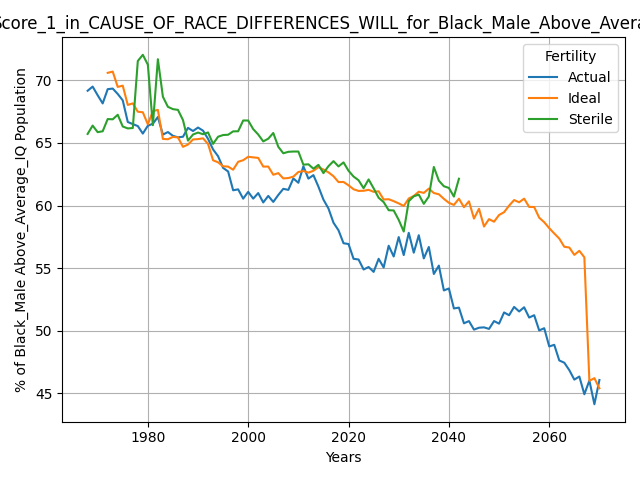 Score_1_in_CAUSE_OF_RACE_DIFFERENCES_WILL_for_Black_Male_Above_Avera
Fertility
Actual
Ideal
Sterile
% of Black_Male Above_Average_IQ Population
70
65
60
55
50
45
1980
2000
2020
2040
2060
Years